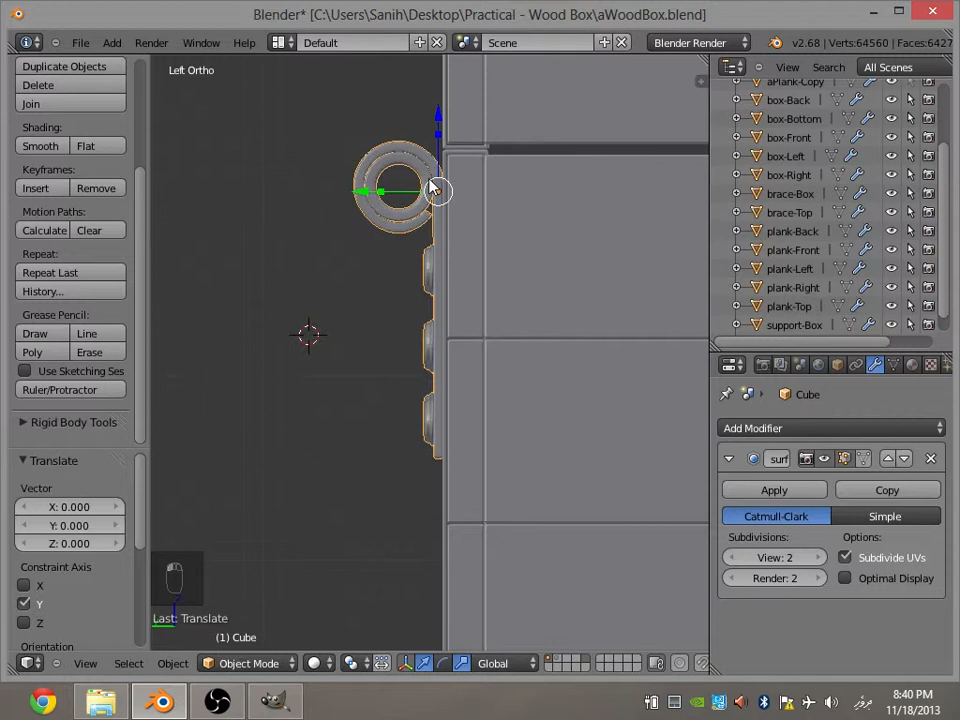 Blender* [C:\Users\Sanih\Desktop\Practical - Wood Box\aWoodBox.blend]
File Add Render Window Help Default Scene Blender Render v2.68 | Verts:64560 | Faces:6427
Duplicate Objects
Delete
Join
Shading:
Smooth Flat
Keyframes:
Insert Remove
Motion Paths:
Calculate Clear
Repeat:
Repeat Last
History...
Grease Pencil:
Draw Line
Poly Erase
Use Sketching Ses
Ruler/Protractor
Rigid Body Tools
Translate
Vector
X: 0.000
Y: 0.000
Z: 0.000
Constraint Axis
X
Y
Z
Orientation
Left Ortho
Last: Translate
(1) Cube
View Select Object Object Mode Global
View Search All Scenes
aPlank-Copy
box-Back
box-Bottom
box-Front
box-Left
box-Right
brace-Box
brace-Top
plank-Back
plank-Front
plank-Left
plank-Right
plank-Top
support-Box
Cube
Add Modifier
surf
Apply Copy
Catmull-Clark Simple
Subdivisions: Options:
View: 2 Subdivide UVs
Render: 2 Optimal Display
8:40 PM
11/18/2013